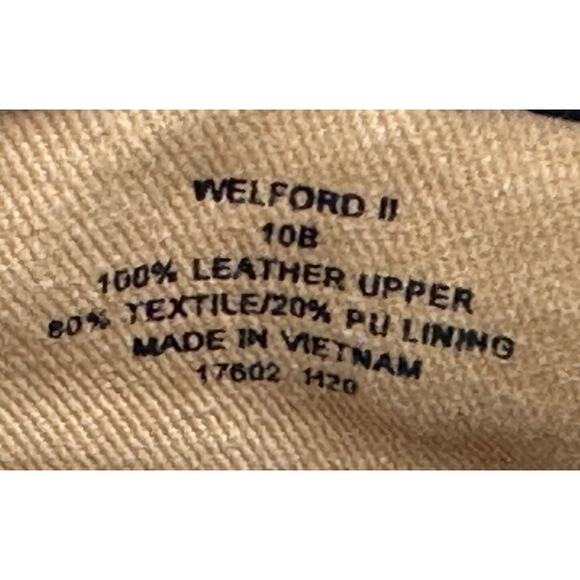 WELFORD II
10B
100% LEATHER UPPER
80% TEXTILE/20% PU LINING
MADE IN VIETNAM
17602 1120